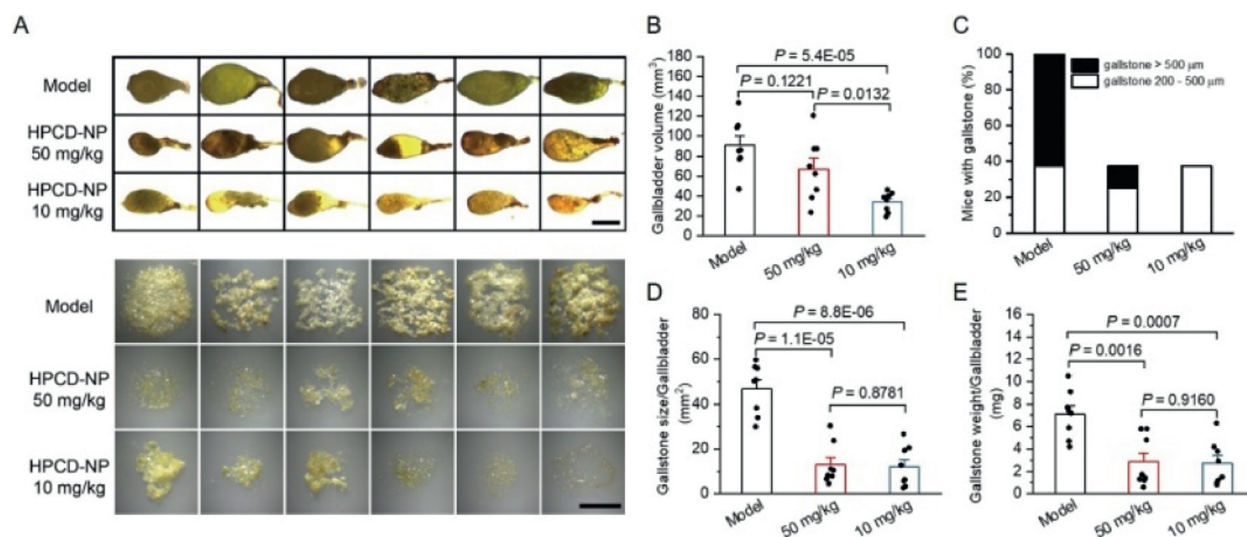 A
Model
HPCD-NP
50 mg/kg
HPCD-NP
10 mg/kg
Model
HPCD-NP
50 mg/kg
HPCD-NP
10 mg/kg
B
Gallbladder volume (mm³)
180
160
140
120
100
80
60
40
20
0
P = 5.4E-05
P = 0.1221
P = 0.0132
Model
50 mg/kg
10 mg/kg
C
Mice with gallstone (%)
100
80
60
40
20
0
gallstone > 500 μm
gallstone 200 - 500 μm
Model
50 mg/kg
10 mg/kg
D
Gallstone size/Gallbladder
(mm²)
80
60
40
20
0
P = 8.8E-06
P = 1.1E-05
P = 0.8781
Model
50 mg/kg
10 mg/kg
E
Gallstone weight/Gallbladder
(mg)
16
14
12
10
8
6
4
2
0
P = 0.0007
P = 0.0016
P = 0.9160
Model
50 mg/kg
10 mg/kg